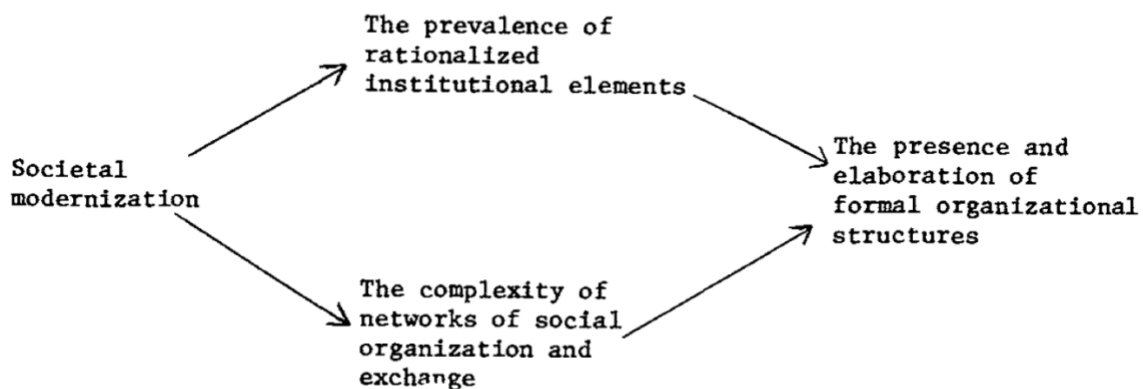 The prevalence of
rationalized
institutional elements
Societal
modernization
The presence and
elaboration of
formal organizational
structures
The complexity of
networks of social
organization and
exchange